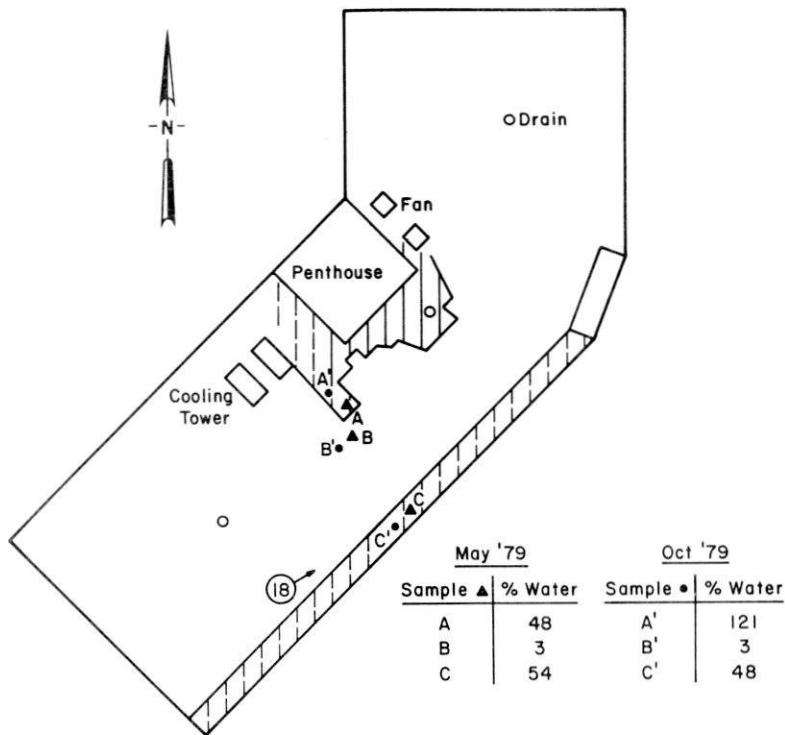 N
Drain
Fan
Penthouse
Cooling
Tower
A'
A
B
B'
C
C'
18
May '79
Sample ▲ | % Water
A 48
B 3
C 54
Oct '79
Sample ● | % Water
A' 121
B' 3
C' 48